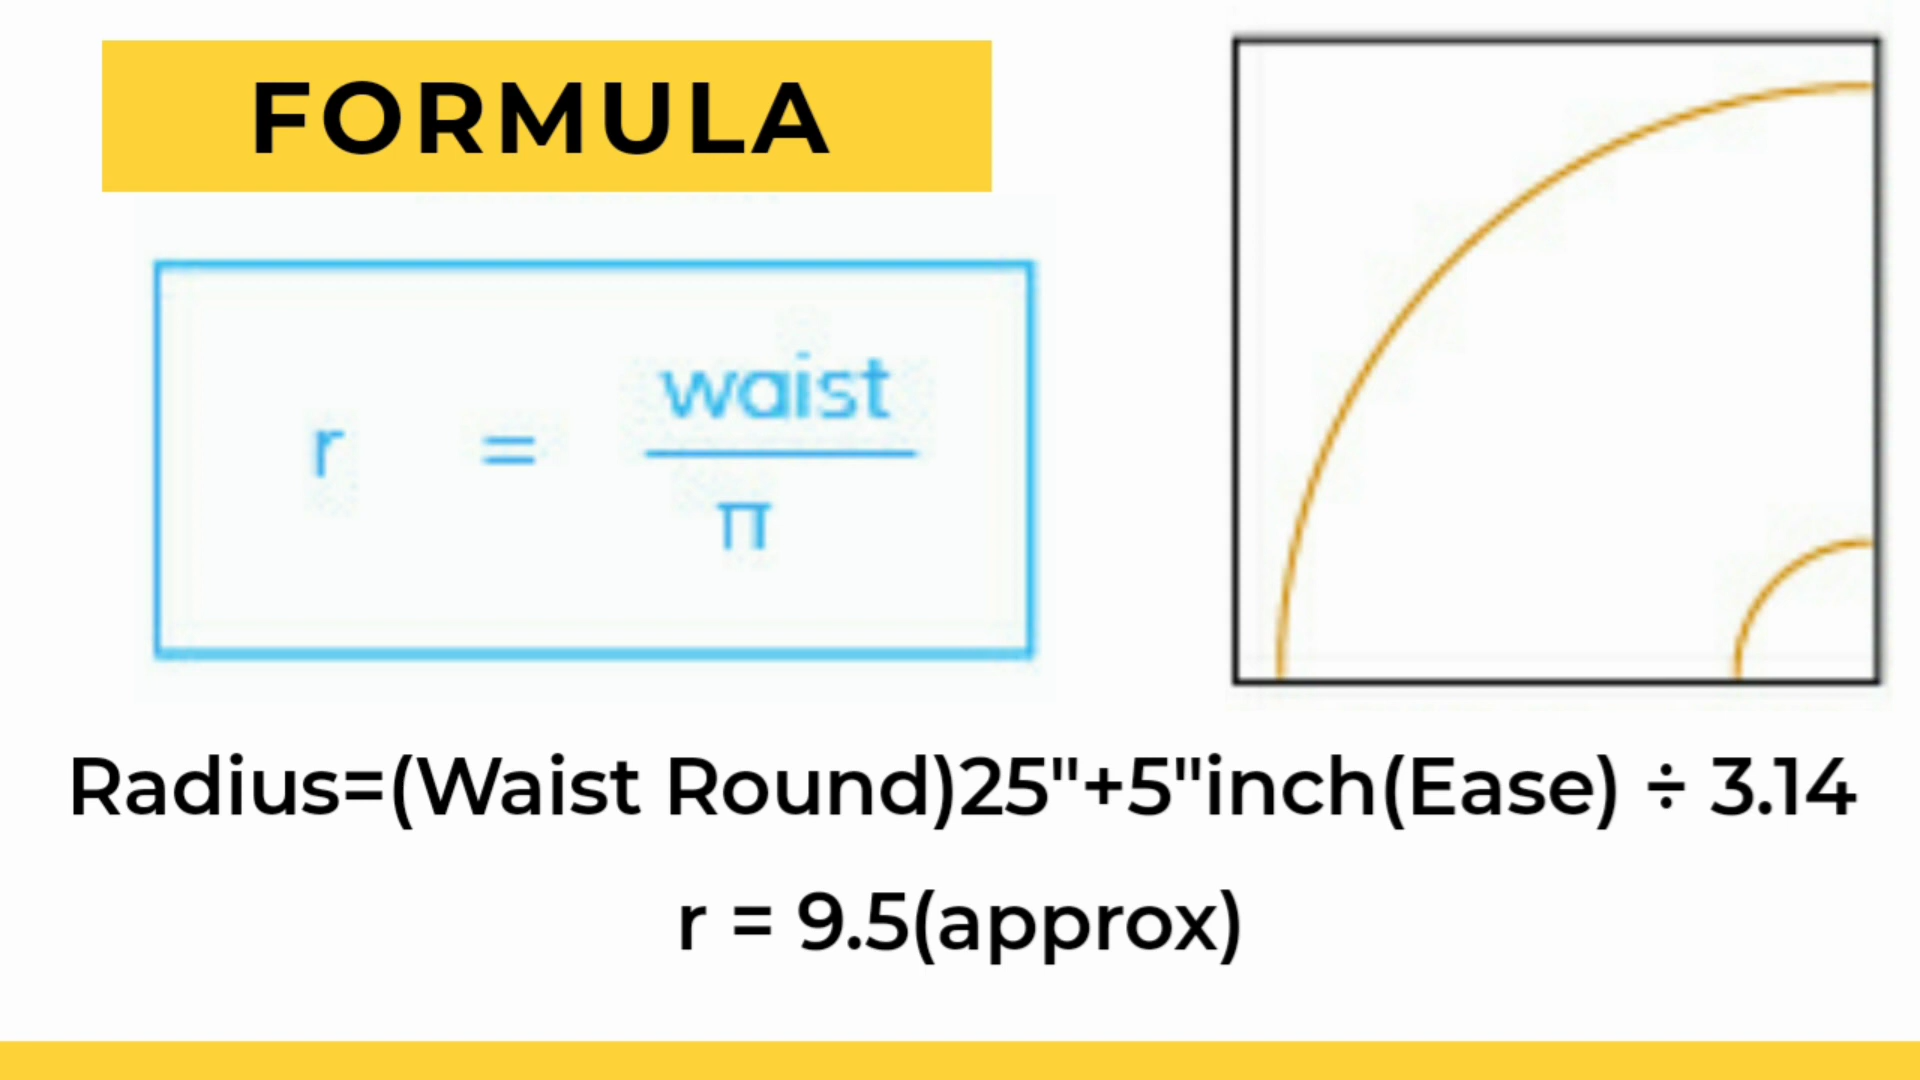 FORMULA
r = waist
π
Radius=(Waist Round)25"+5"inch(Ease) ÷ 3.14
r = 9.5(approx)